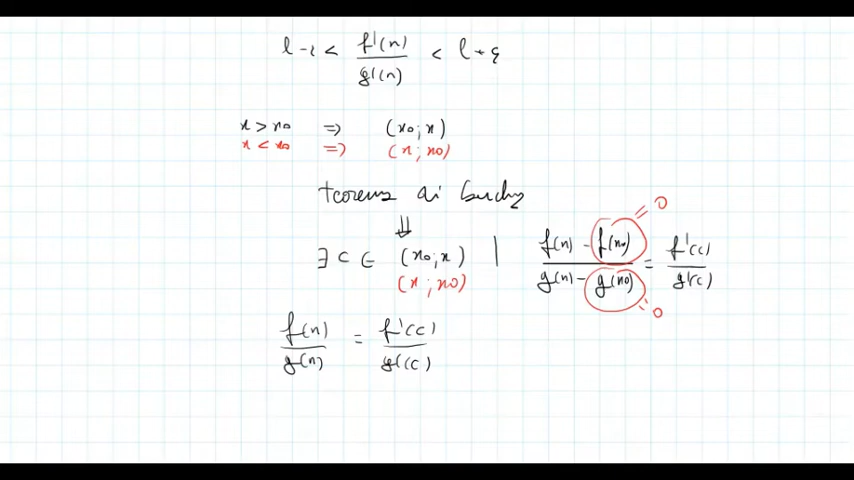 l - ε < f'(x) / g'(x) < l + ε
x > x0 => (x0; x)
x < x0 => (x; x0)
teorema di Cauchy
⇓
∃ c ∈ (x0; x) | f(x) - f(x0) / g(x) - g(x0) = f'(c) / g'(c)
(x; x0)
= 0
= 0
f(x) / g(x) = f'(c) / g'(c)